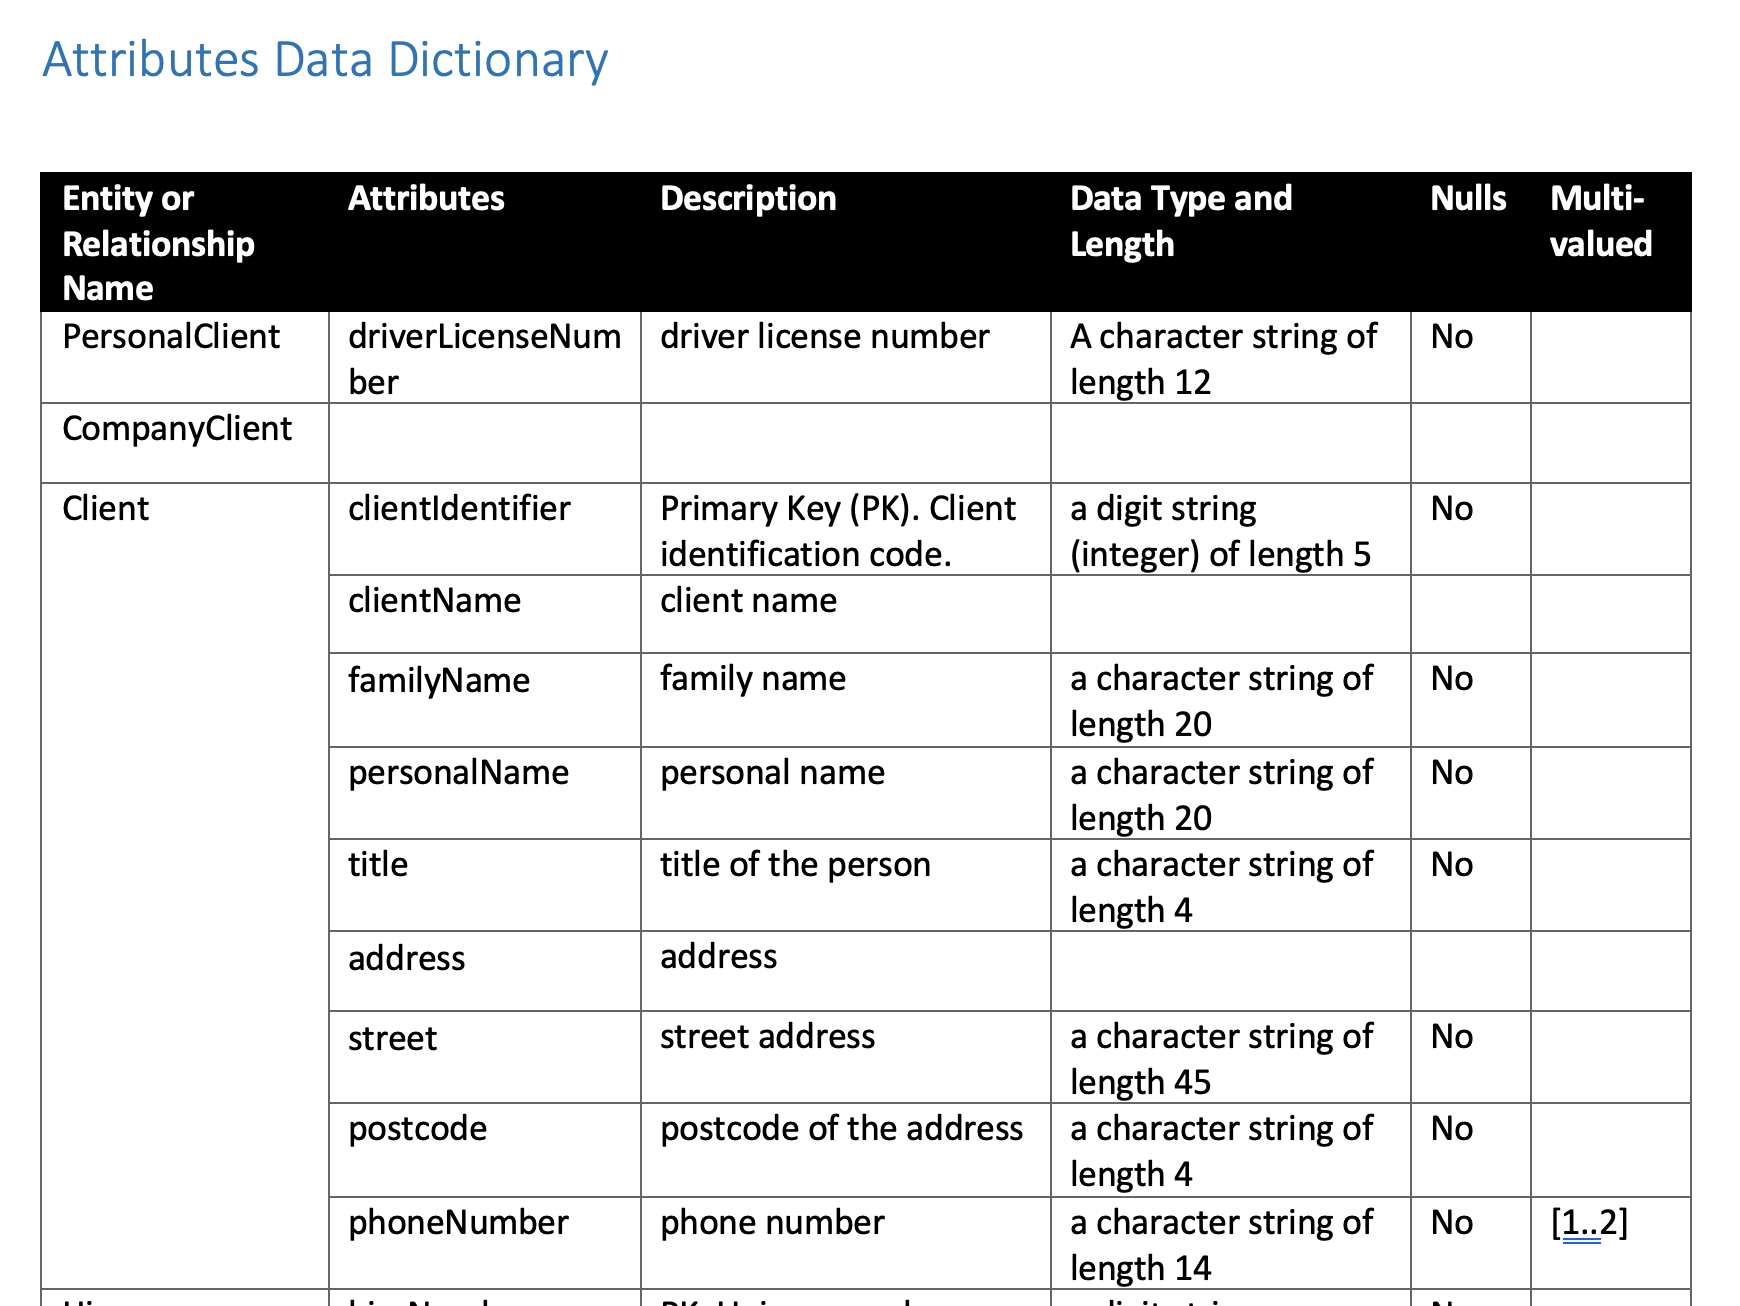 Attributes Data Dictionary
Entity or Relationship Name | Attributes | Description | Data Type and Length | Nulls | Multi-valued
PersonalClient | driverLicenseNumber | driver license number | A character string of length 12 | No
CompanyClient
Client | clientIdentifier | Primary Key (PK). Client identification code. | a digit string (integer) of length 5 | No
clientName | client name
familyName | family name | a character string of length 20 | No
personalName | personal name | a character string of length 20 | No
title | title of the person | a character string of length 4 | No
address | address
street | street address | a character string of length 45 | No
postcode | postcode of the address | a character string of length 4 | No
phoneNumber | phone number | a character string of length 14 | No | [1..2]